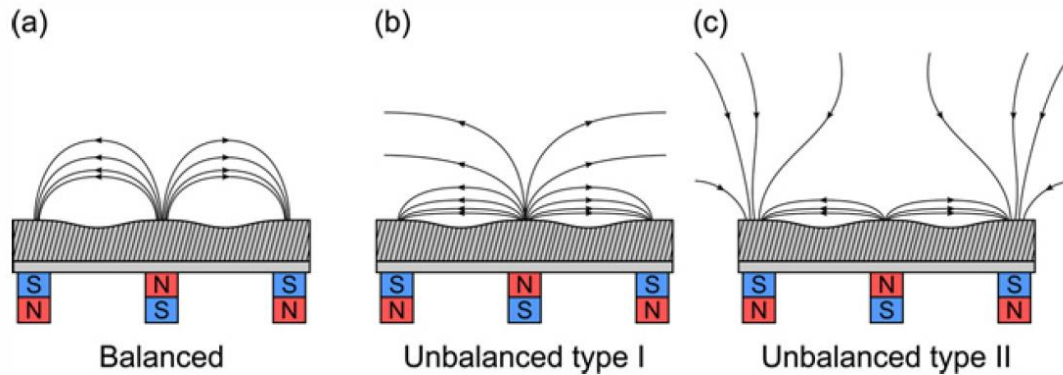 (a)
(b)
(c)
S N S
N S N
Balanced
S N S
N S N
Unbalanced type I
S N S
N S N
Unbalanced type II